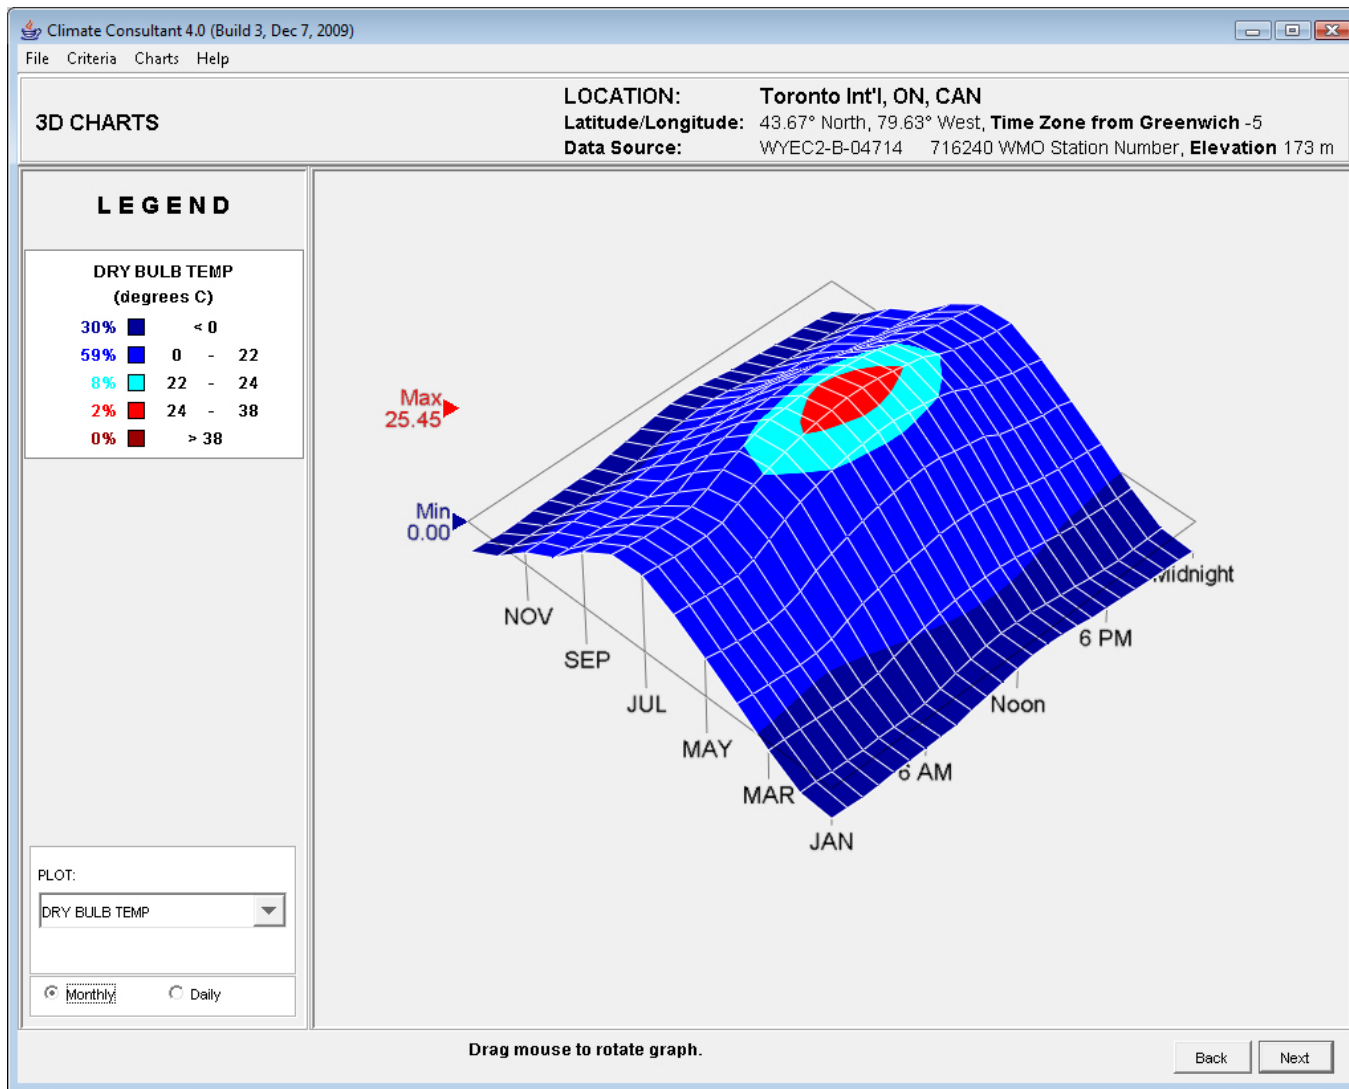 Climate Consultant 4.0 (Build 3, Dec 7, 2009)
File Criteria Charts Help
3D CHARTS
LOCATION: Toronto Int'l, ON, CAN
Latitude/Longitude: 43.67° North, 79.63° West, Time Zone from Greenwich -5
Data Source: WYEC2-B-04714 716240 WMO Station Number, Elevation 173 m
LEGEND
DRY BULB TEMP
(degrees C)
30% < 0
59% 0 - 22
8% 22 - 24
2% 24 - 38
0% > 38
Max
25.45
Min
0.00
NOV
SEP
JUL
MAY
MAR
JAN
6 AM
Noon
6 PM
Midnight
PLOT:
DRY BULB TEMP
Monthly Daily
Drag mouse to rotate graph.
Back Next